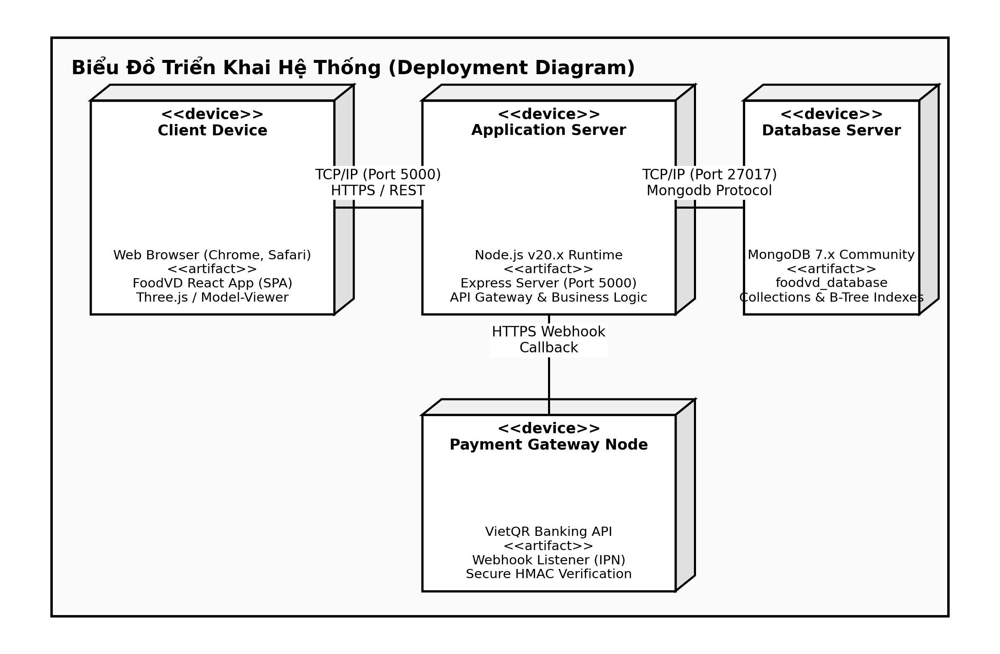 Biểu Đồ Triển Khai Hệ Thống (Deployment Diagram)
<<device>>
Client Device
Web Browser (Chrome, Safari)
<<artifact>>
FoodVD React App (SPA)
Three.js / Model-Viewer
TCP/IP (Port 5000)
HTTPS / REST
<<device>>
Application Server
Node.js v20.x Runtime
<<artifact>>
Express Server (Port 5000)
API Gateway & Business Logic
TCP/IP (Port 27017)
Mongodb Protocol
<<device>>
Database Server
MongoDB 7.x Community
<<artifact>>
foodvd_database
Collections & B-Tree Indexes
HTTPS Webhook
Callback
<<device>>
Payment Gateway Node
VietQR Banking API
<<artifact>>
Webhook Listener (IPN)
Secure HMAC Verification